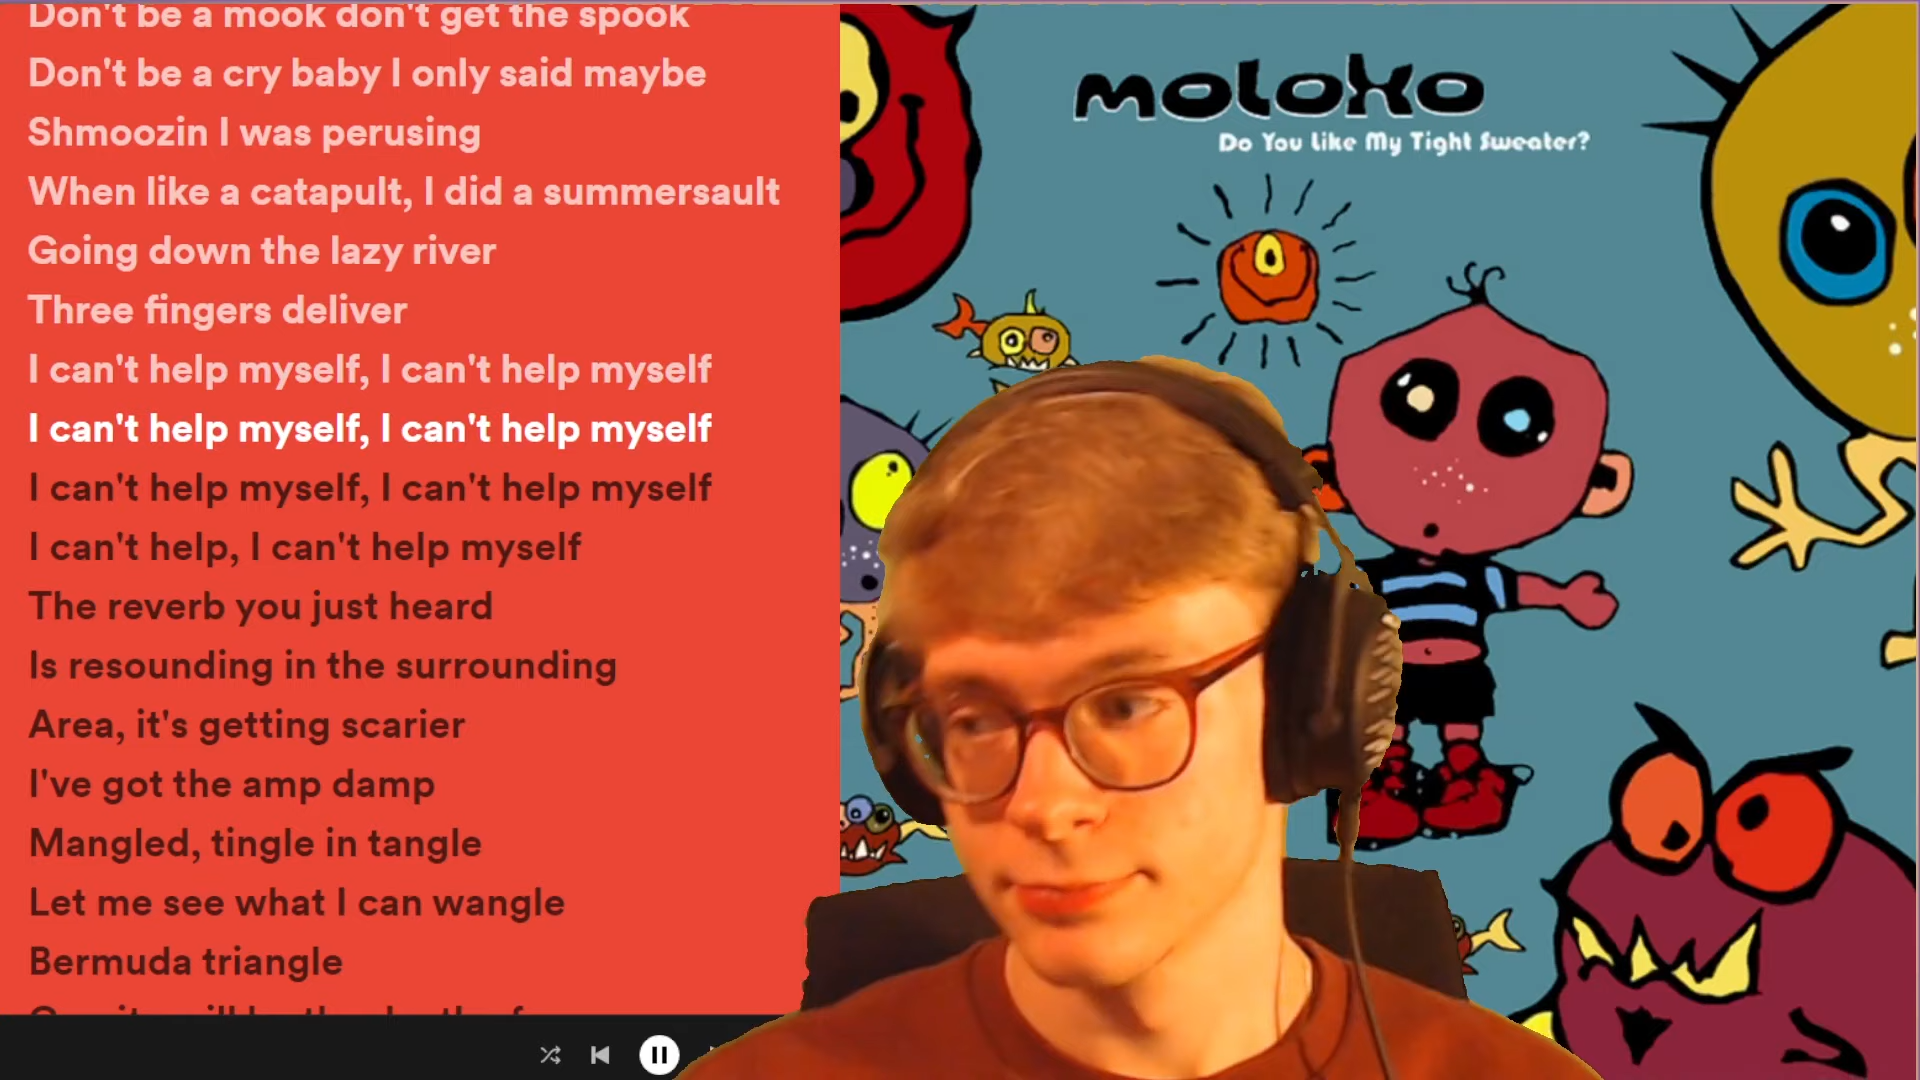 Don't be a mook don't get the spook
Don't be a cry baby I only said maybe
Shmoozin I was perusing
When like a catapult, I did a summersault
Going down the lazy river
Three fingers deliver
I can't help myself, I can't help myself
I can't help myself, I can't help myself
I can't help myself, I can't help myself
I can't help, I can't help myself
The reverb you just heard
Is resounding in the surrounding
Area, it's getting scarier
I've got the amp damp
Mangled, tingle in tangle
Let me see what I can wangle
Bermuda triangle
moloko
Do You Like My Tight Sweater?